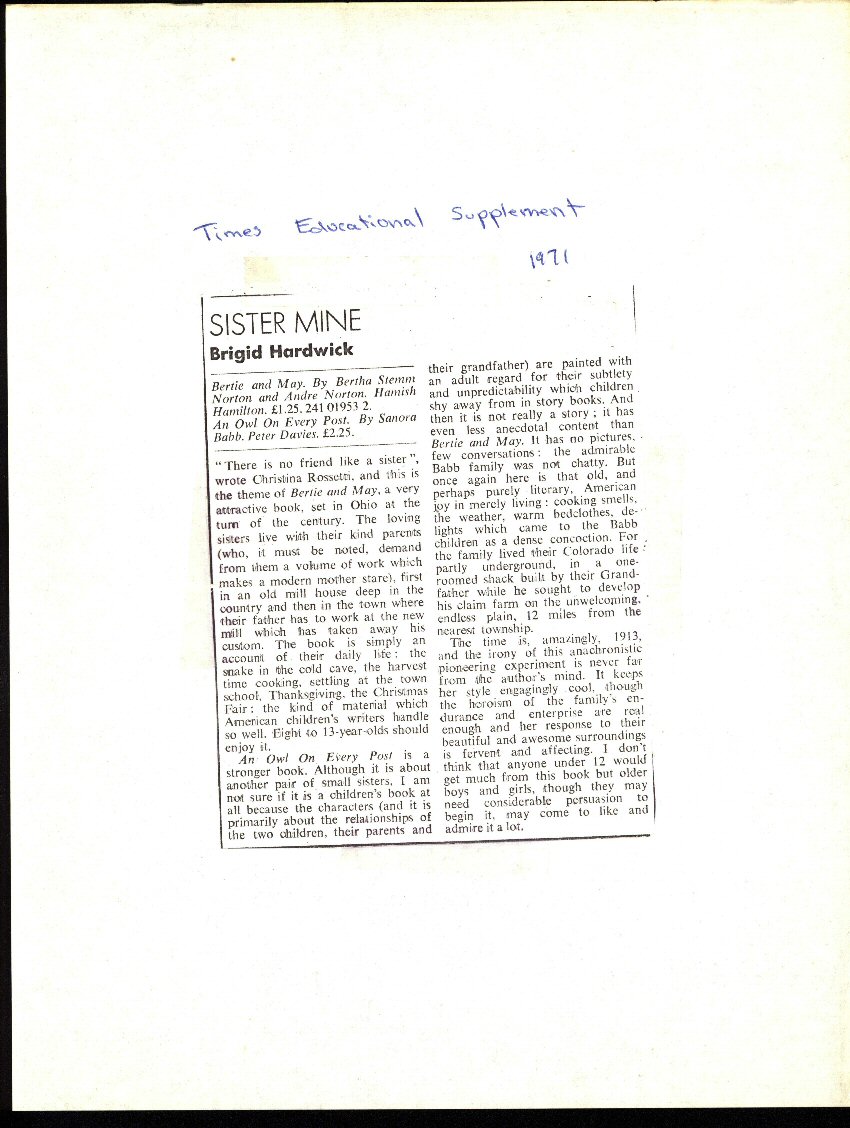 Times Educational Supplement
1971
SISTER MINE
Brigid Hardwick
Bertie and May. By Bertha Stemm
Norton and Andre Norton. Hamish
Hamilton. £1.25. 241 01953 2.
An Owl On Every Post. By Sanora
Babb. Peter Davies. £2.25.
"There is no friend like a sister",
wrote Christina Rossetti, and this is
the theme of Bertie and May, a very
attractive book, set in Ohio at the
turn of the century. The loving
sisters live with their kind parents
(who, it must be noted, demand
from them a volume of work which
makes a modern mother stare), first
in an old mill house deep in the
country and then in the town where
their father has to work at the new
mill which has taken away his
custom. The book is simply an
account of their daily life: the
snake in the cold cave, the harvest
time cooking, settling at the town
school, Thanksgiving, the Christmas
Fair; the kind of material which
American children's writers handle
so well. Eight to 13-year-olds should
enjoy it.
An Owl On Every Post is a
stronger book. Although it is about
another pair of small sisters, I am
not sure if it is a children's book at
all because the characters (and it is
primarily about the relationships of
the two children, their parents and
their grandfather) are painted with
an adult regard for their subtlety
and unpredictability which children
shy away from in story books. And
then it is not really a story; it has
even less anecdotal content than
Bertie and May. It has no pictures,
few conversations: the admirable
Babb family was not chatty. But
once again here is that old, and
perhaps purely literary, American
joy in merely living: cooking smells,
the weather, warm bedclothes, de-
lights which came to the Babb
children as a dense concoction. For
the family lived their Colorado life
partly underground, in a one-
roomed shack built by their Grand-
father while he sought to develop
his claim farm on the unwelcoming,
endless plain, 12 miles from the
nearest township.
The time is, amazingly, 1913,
and the irony of this anachronistic
pioneering experiment is never far
from the author's mind. It keeps
her style engagingly cool, though
the heroism of the family's en-
durance and enterprise are real
enough and her response to their
beautiful and awesome surroundings
is fervent and affecting. I don't
think that anyone under 12 would
get much from this book but older
boys and girls, though they may
need considerable persuasion to
begin it, may come to like and
admire it a lot.